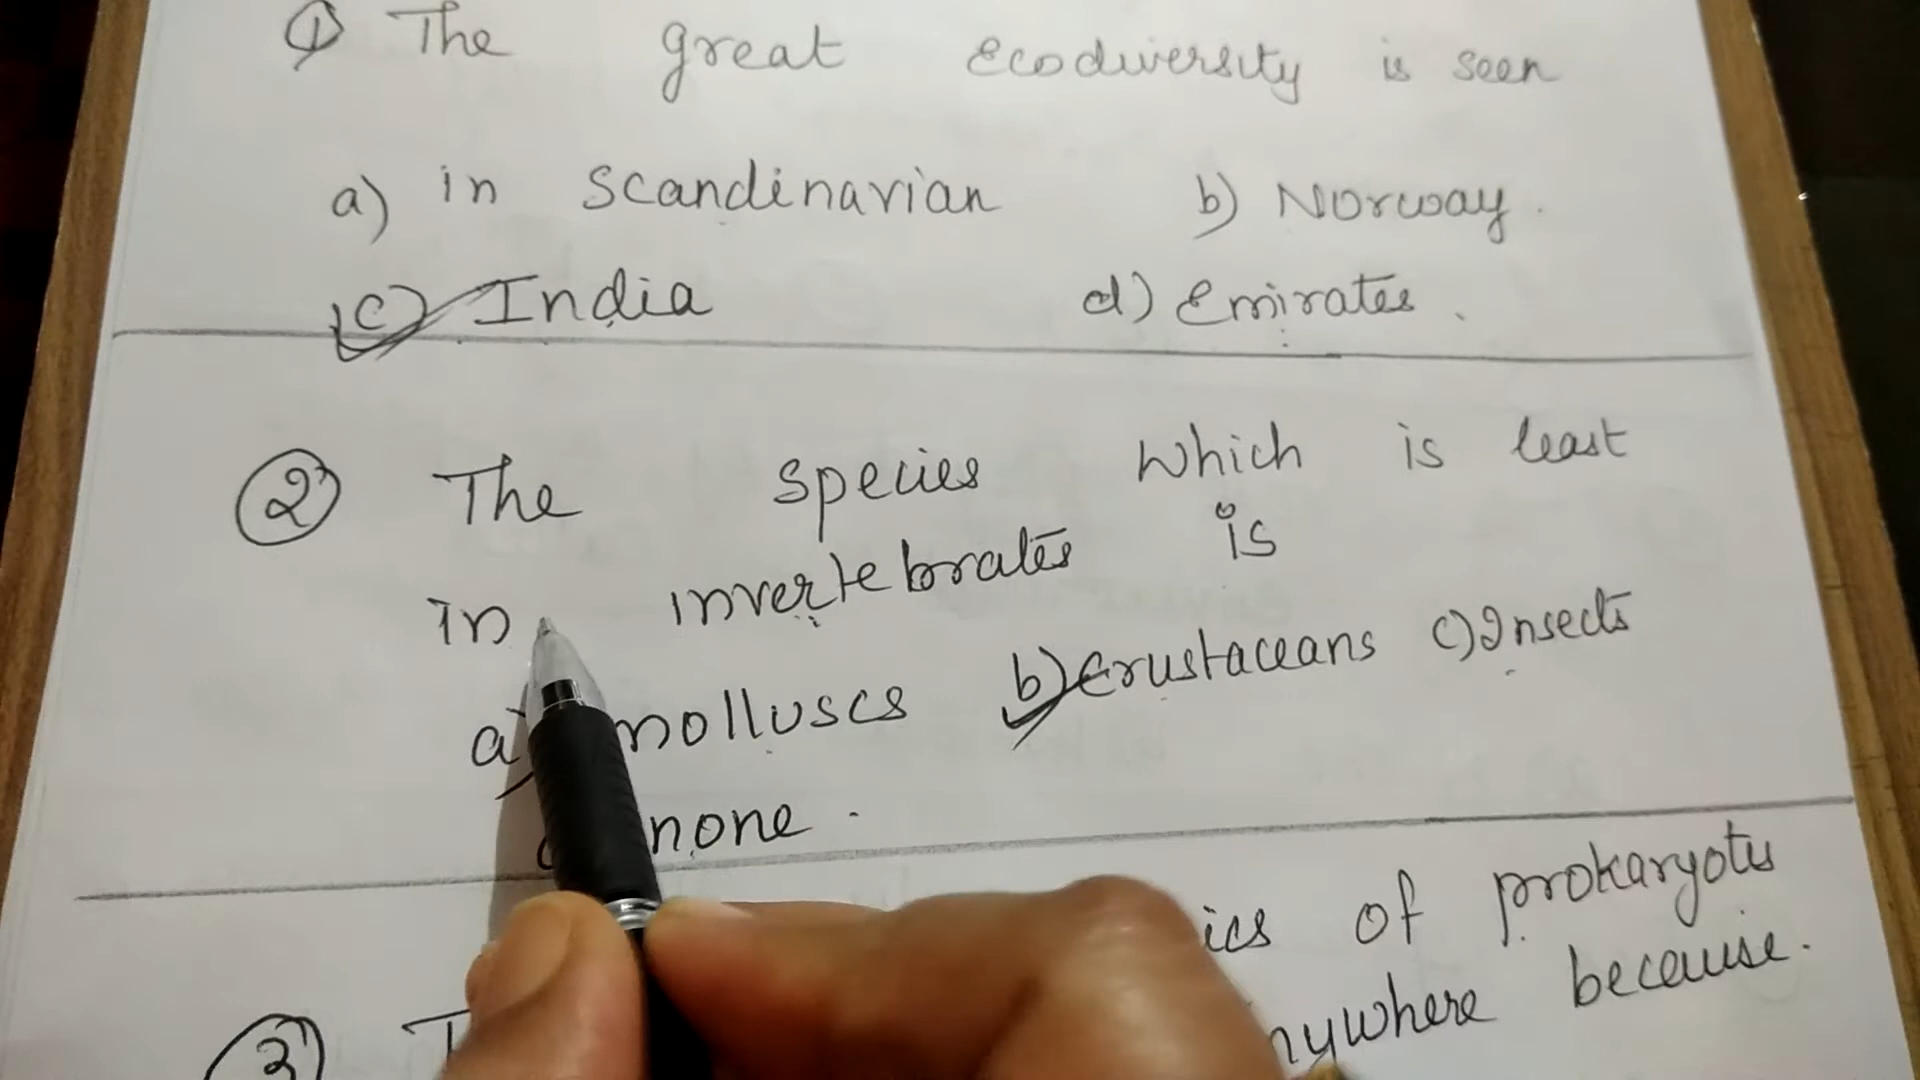 ① The great ecodiversity is seen
a) in Scandinavian b) Norway.
c) India d) Emirates.
② The species which is least
in invertebrates is
a) molluscs b) Crustaceans c) Insects
none.
of prokaryotes
③ because.